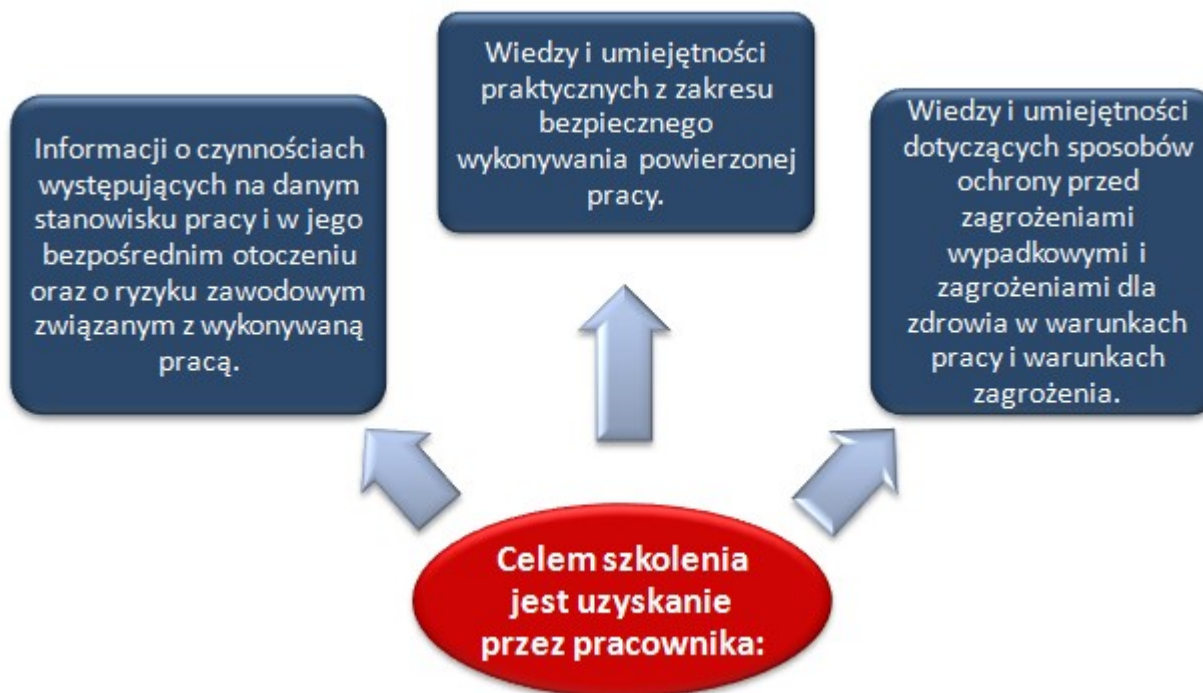 Informacji o czynnościach
występujących na danym
stanowisku pracy i w jego
bezpośrednim otoczeniu
oraz o ryzyku zawodowym
związanym z wykonywaną
pracą.
Wiedzy i umiejętności
praktycznych z zakresu
bezpiecznego
wykonywania powierzonej
pracy.
Wiedzy i umiejętności
dotyczących sposobów
ochrony przed
zagrożeniami
wypadkowymi i
zagrożeniami dla
zdrowia w warunkach
pracy i warunkach
zagrożenia.
Celem szkolenia
jest uzyskanie
przez pracownika: